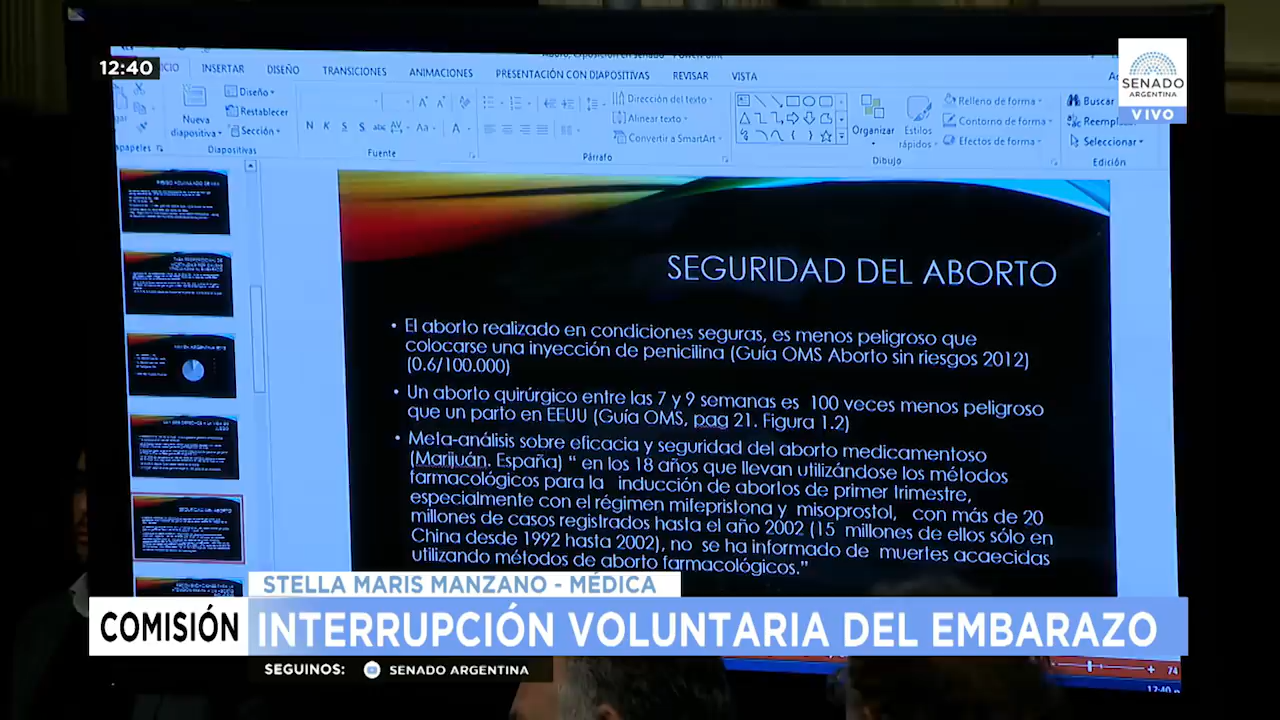 12:40
INSERTAR
DISEÑO
TRANSICIONES
ANIMACIONES
PRESENTACIÓN CON DIAPOSITIVAS
REVISAR
VISTA
SENADO
ARGENTINA
VIVO
Nueva
diapositiva
Diseño
Restablecer
Sección
Diapositivas
N K S S abc AV Aa A
Fuente
Dirección del texto
Alinear texto
Convertir a SmartArt
Párrafo
Organizar
Estilos
rápidos
Dibujo
Relleno de forma
Contorno de forma
Efectos de forma
Buscar
Seleccionar
Edición
SEGURIDAD DEL ABORTO
• El aborto realizado en condiciones seguras, es menos peligroso que
colocarse una inyección de penicilina (Guía OMS Aborto sin riesgos 2012)
(0.6/100.000)
• Un aborto quirúrgico entre las 7 y 9 semanas es 100 veces menos peligroso
que un parto en EEUU (Guía OMS, pag 21. Figura 1.2)
• Meta-análisis sobre eficacia y seguridad del aborto medicamentoso
(Marijuán. España) " en los 18 años que llevan utilizándose los métodos
farmacológicos para la inducción de abortos de primer trimestre,
especialmente con el régimen mifepristona y misoprostol, con más de 20
millones de casos registrados hasta el año 2002 (15 millones de ellos sólo en
China desde 1992 hasta 2002), no se ha informado de muertes acaecidas
utilizando métodos de aborto farmacológicos."
STELLA MARIS MANZANO - MÉDICA
COMISIÓN
INTERRUPCIÓN VOLUNTARIA DEL EMBARAZO
SEGUINOS:
SENADO ARGENTINA
74